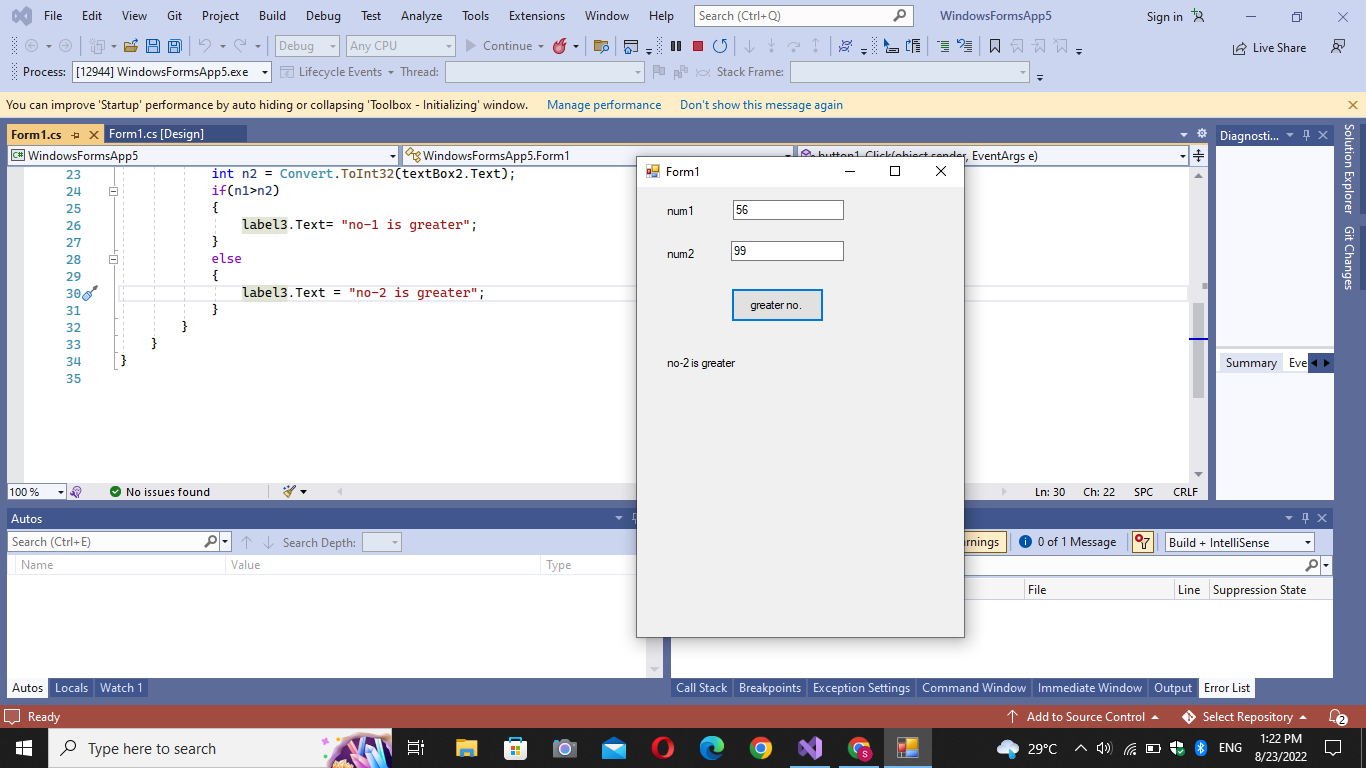 File Edit View Git Project Build Debug Test Analyze Tools Extensions Window Help Search (Ctrl+Q) WindowsFormsApp5 Sign in
Debug Any CPU Continue Live Share
Process: [12944] WindowsFormsApp5.exe Lifecycle Events Thread: Stack Frame:
You can improve 'Startup' performance by auto hiding or collapsing 'Toolbox - Initializing' window. Manage performance Don't show this message again
Form1.cs Form1.cs [Design]
C# WindowsFormsApp5 WindowsFormsApp5.Form1 button1_Click(object sender, EventArgs e)
23 int n2 = Convert.ToInt32(textBox2.Text);
24 if(n1>n2)
25 {
26 label3.Text= "no-1 is greater";
27 }
28 else
29 {
30 label3.Text = "no-2 is greater";
31 }
32 }
33 }
34 }
35
100 % No issues found Ln: 30 Ch: 22 SPC CRLF
Form1
num1 56
num2 99
greater no.
no-2 is greater
Diagnosti...
Summary Eve
Solution Explorer
Git Changes
Autos
Search (Ctrl+E) Search Depth:
Name Value Type
Autos Locals Watch 1
rnings 0 of 1 Message Build + IntelliSense
File Line Suppression State
Call Stack Breakpoints Exception Settings Command Window Immediate Window Output Error List
Ready Add to Source Control Select Repository 2
Type here to search S 29°C ENG 1:22 PM
8/23/2022